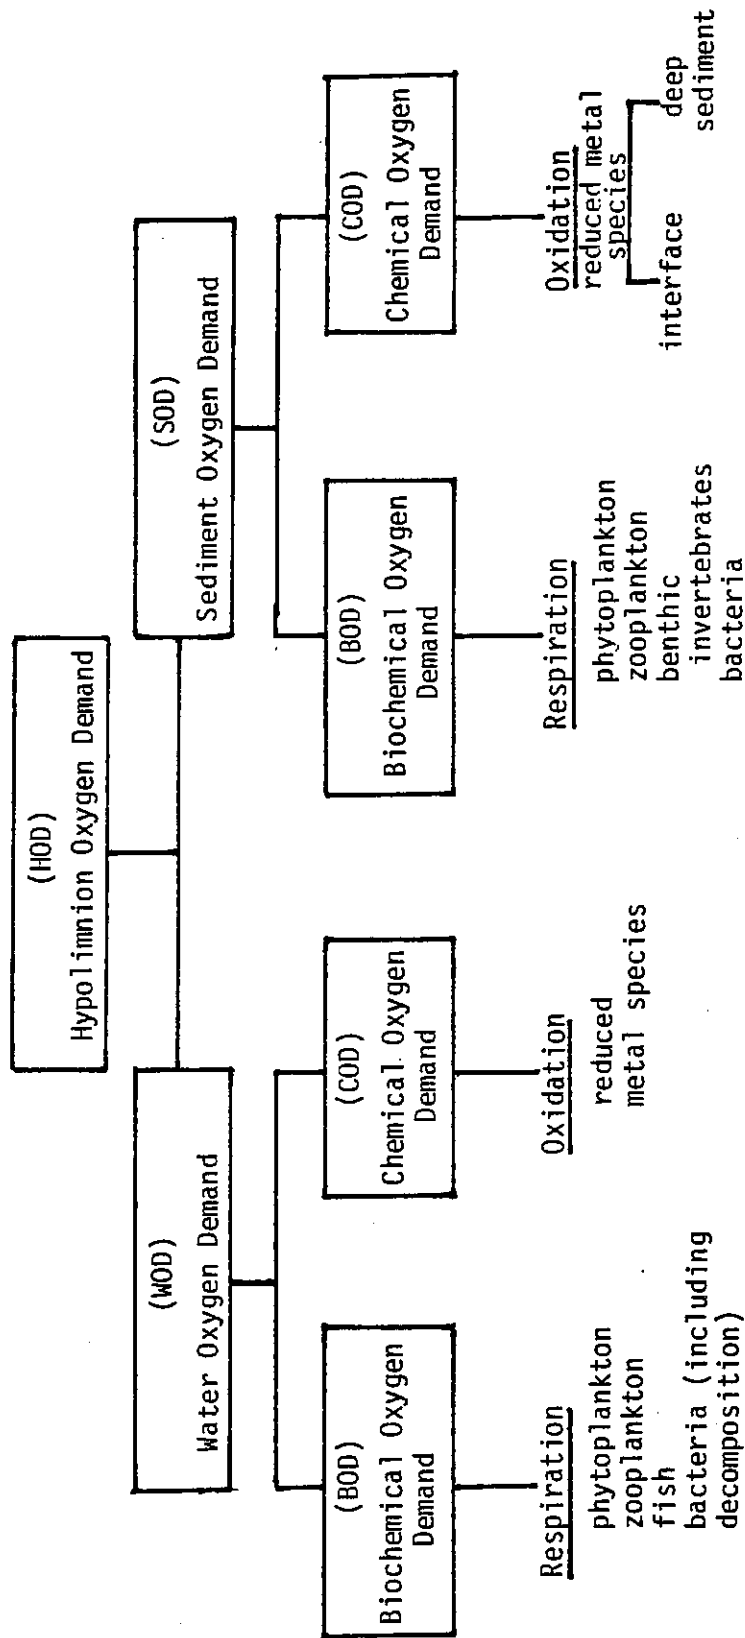 (HOD)
Hypolimnion Oxygen Demand
(WOD)
Water Oxygen Demand
(SOD)
Sediment Oxygen Demand
(BOD)
Biochemical Oxygen
Demand
(COD)
Chemical Oxygen
Demand
(BOD)
Biochemical Oxygen
Demand
(COD)
Chemical Oxygen
Demand
Respiration
phytoplankton
zooplankton
fish
bacteria (including
decomposition)
Oxidation
reduced
metal species
Respiration
phytoplankton
zooplankton
benthic
invertebrates
bacteria
Oxidation
reduced metal
species
interface
deep
sediment